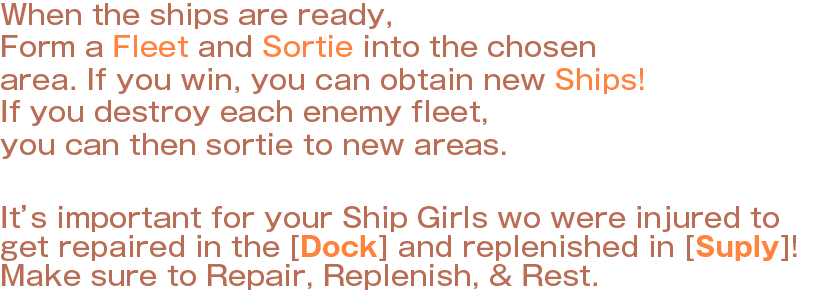 When the ships are ready,
Form a Fleet and Sortie into the chosen
area. If you win, you can obtain new Ships!
If you destroy each enemy fleet,
you can then sortie to new areas.
It's important for your Ship Girls wo were injured to
get repaired in the [Dock] and replenished in [Suply]!
Make sure to Repair, Replenish, & Rest.